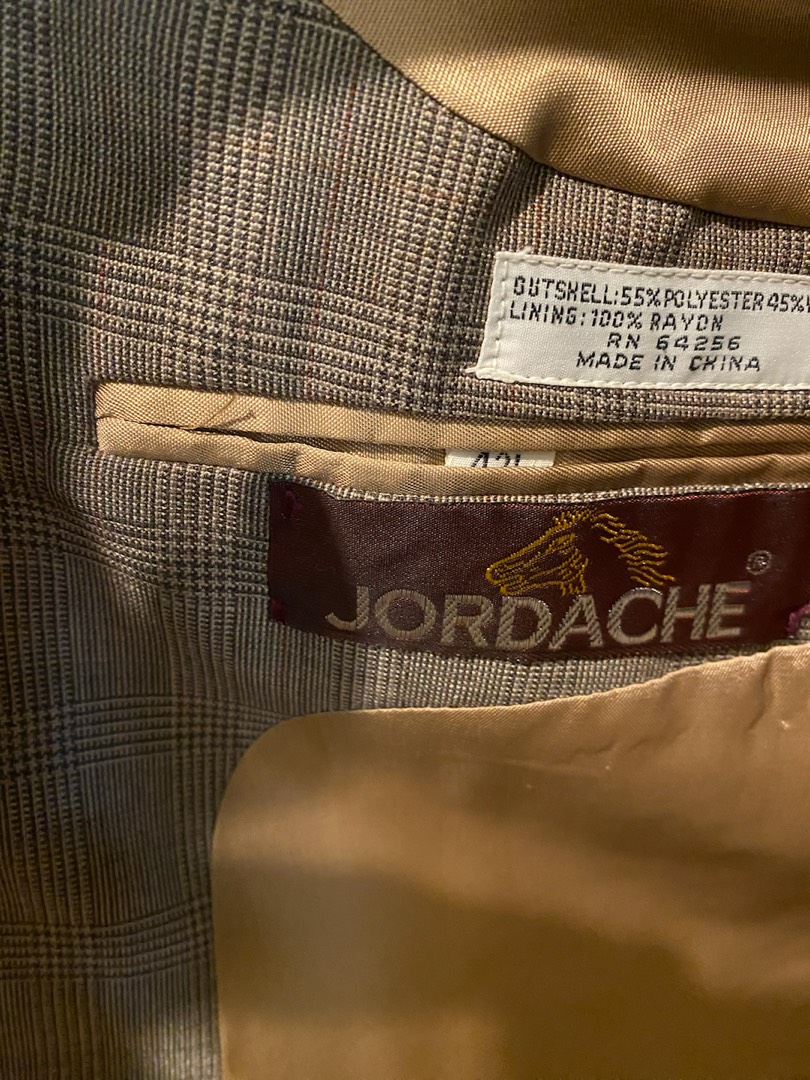 OUTSHELL:55%POLYESTER 45%
LINING:100% RAYON
RN 64256
MADE IN CHINA
JORDACHE®